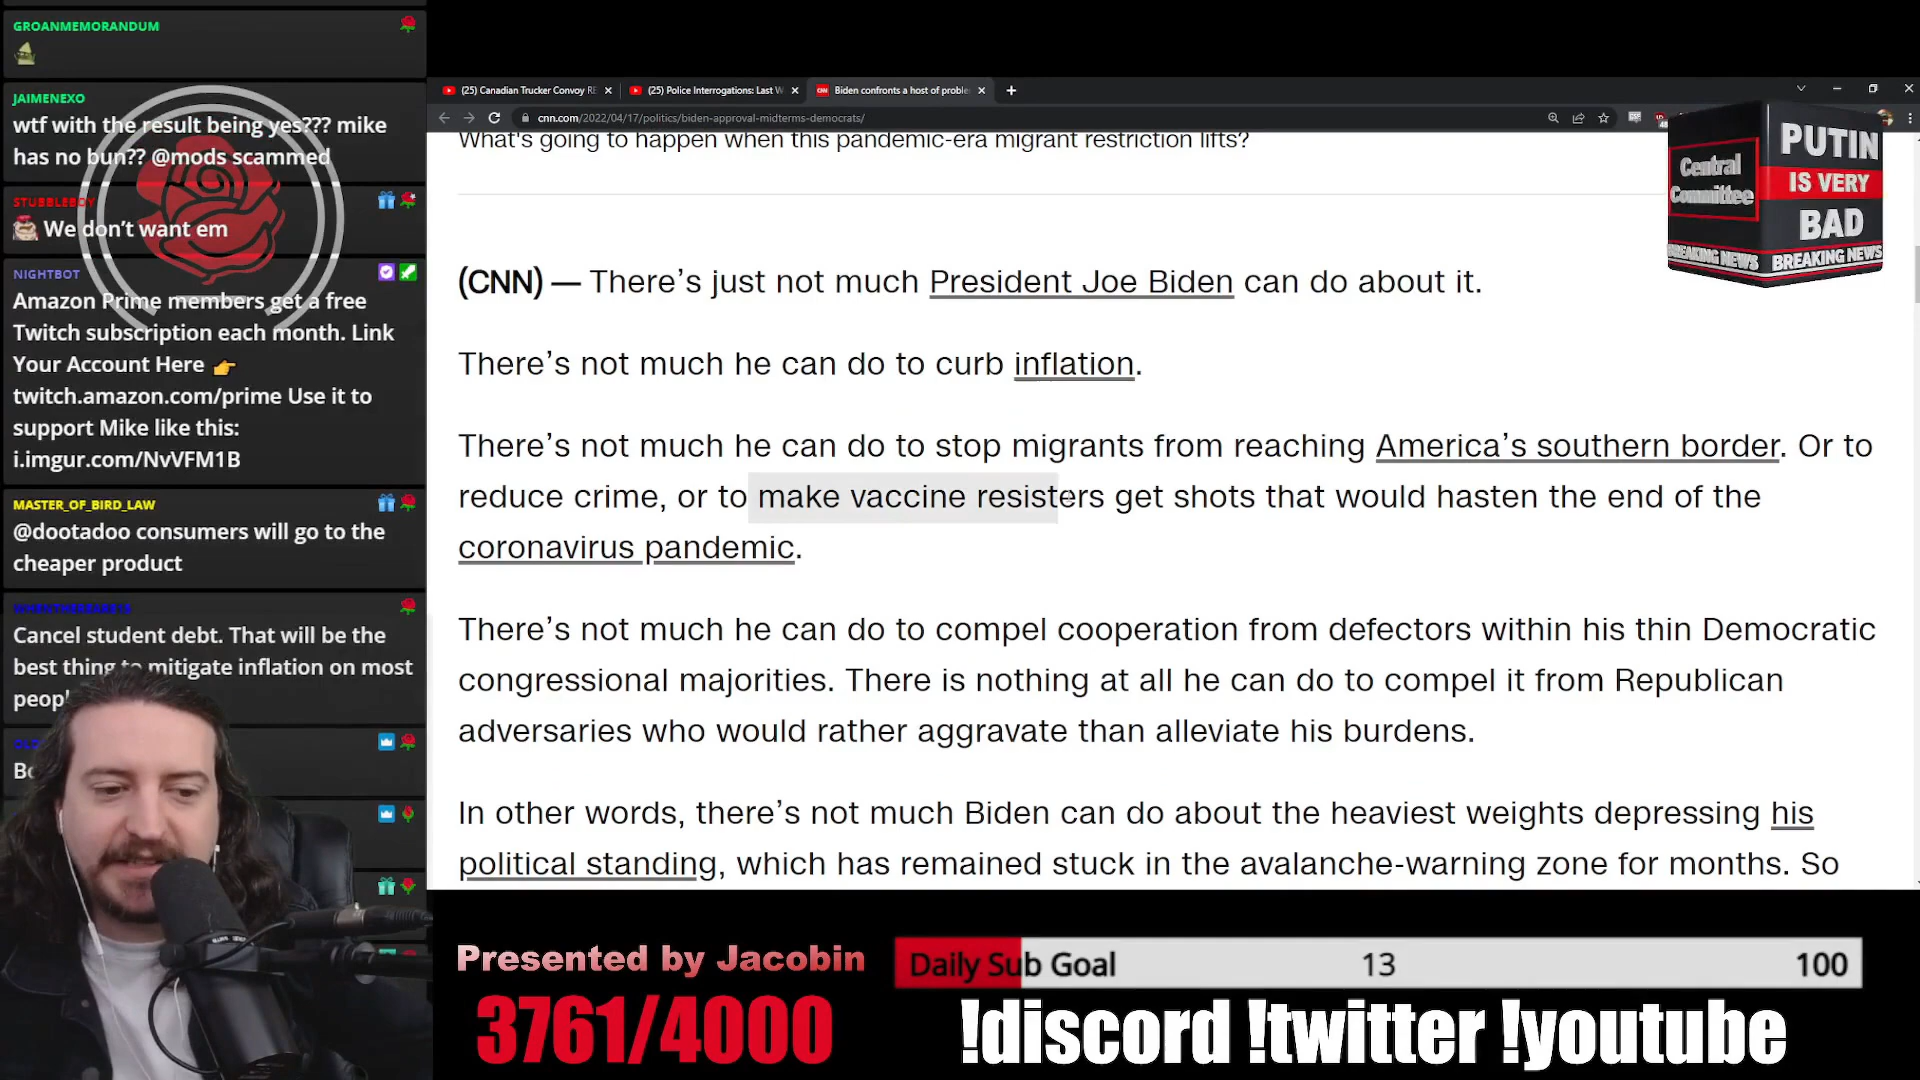 GROANMEMORANDUM
JAIMENEXO
wtf with the result being yes??? mike
has no bun?? @mods scammed
STUBBLEBOY
We don't want em
NIGHTBOT
Amazon Prime members get a free
Twitch subscription each month. Link
Your Account Here
twitch.amazon.com/prime Use it to
support Mike like this:
i.imgur.com/NvVFM1B
MASTER_OF_BIRD_LAW
@dootadoo consumers will go to the
cheaper product
Cancel student debt. That will be the
best thing to mitigate inflation on most
(25) Canadian Trucker Convoy RE
(25) Police Interrogations: Last W
Biden confronts a host of proble
cnn.com/2022/04/17/politics/biden-approval-midterms-democrats/
What's going to happen when this pandemic-era migrant restriction lifts?
(CNN) — There's just not much President Joe Biden can do about it.
There's not much he can do to curb inflation.
There's not much he can do to stop migrants from reaching America's southern border. Or to
reduce crime, or to make vaccine resisters get shots that would hasten the end of the
coronavirus pandemic.
There's not much he can do to compel cooperation from defectors within his thin Democratic
congressional majorities. There is nothing at all he can do to compel it from Republican
adversaries who would rather aggravate than alleviate his burdens.
In other words, there's not much Biden can do about the heaviest weights depressing his
political standing, which has remained stuck in the avalanche-warning zone for months. So
Central
Committee
BREAKING NEWS
PUTIN
IS VERY
BAD
BREAKING NEWS
Presented by Jacobin
3761/4000
Daily Sub Goal 13 100
!discord !twitter !youtube